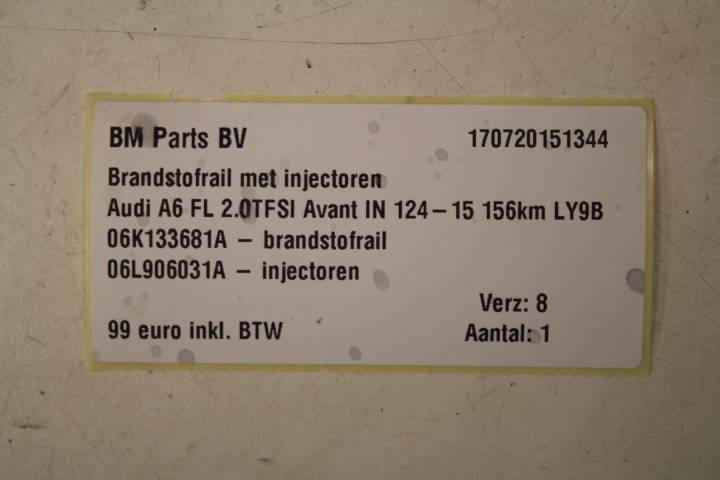 BM Parts BV 170720151344
Brandstofrail met injectoren
Audi A6 FL 2.0TFSI Avant IN 124-15 156km LY9B
06K133681A - brandstofrail
06L906031A - injectoren
Verz: 8
99 euro inkl. BTW Aantal: 1